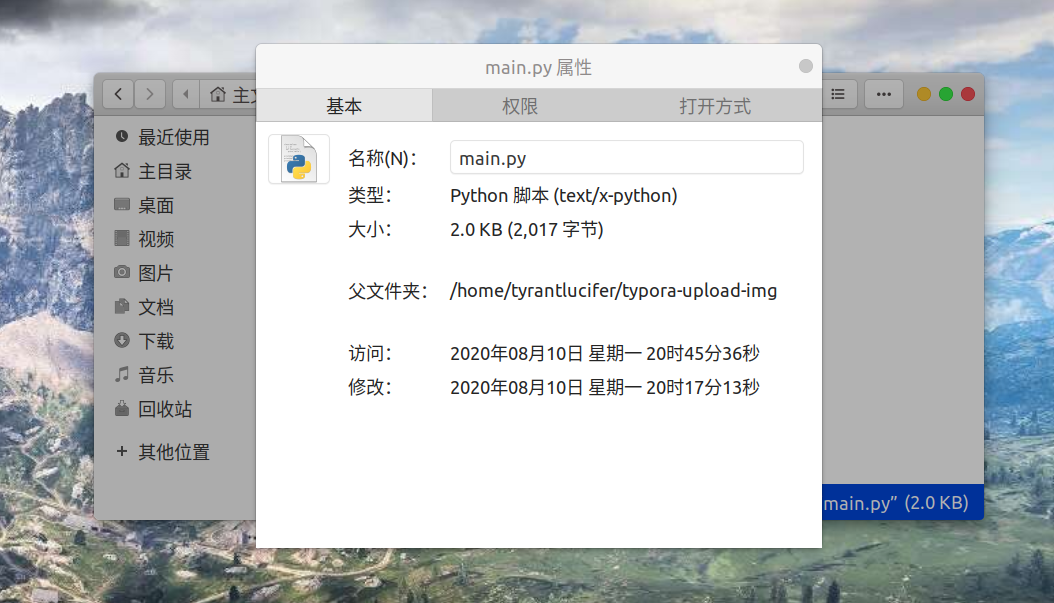 main.py 属性
主文
基本 权限 打开方式
最近使用
主目录
桌面
视频
图片
文档
下载
音乐
回收站
其他位置
名称(N)： main.py
类型： Python 脚本 (text/x-python)
大小： 2.0 KB (2,017 字节)
父文件夹： /home/tyrantlucifer/typora-upload-img
访问： 2020年08月10日 星期一 20时45分36秒
修改： 2020年08月10日 星期一 20时17分13秒
main.py” (2.0 KB)